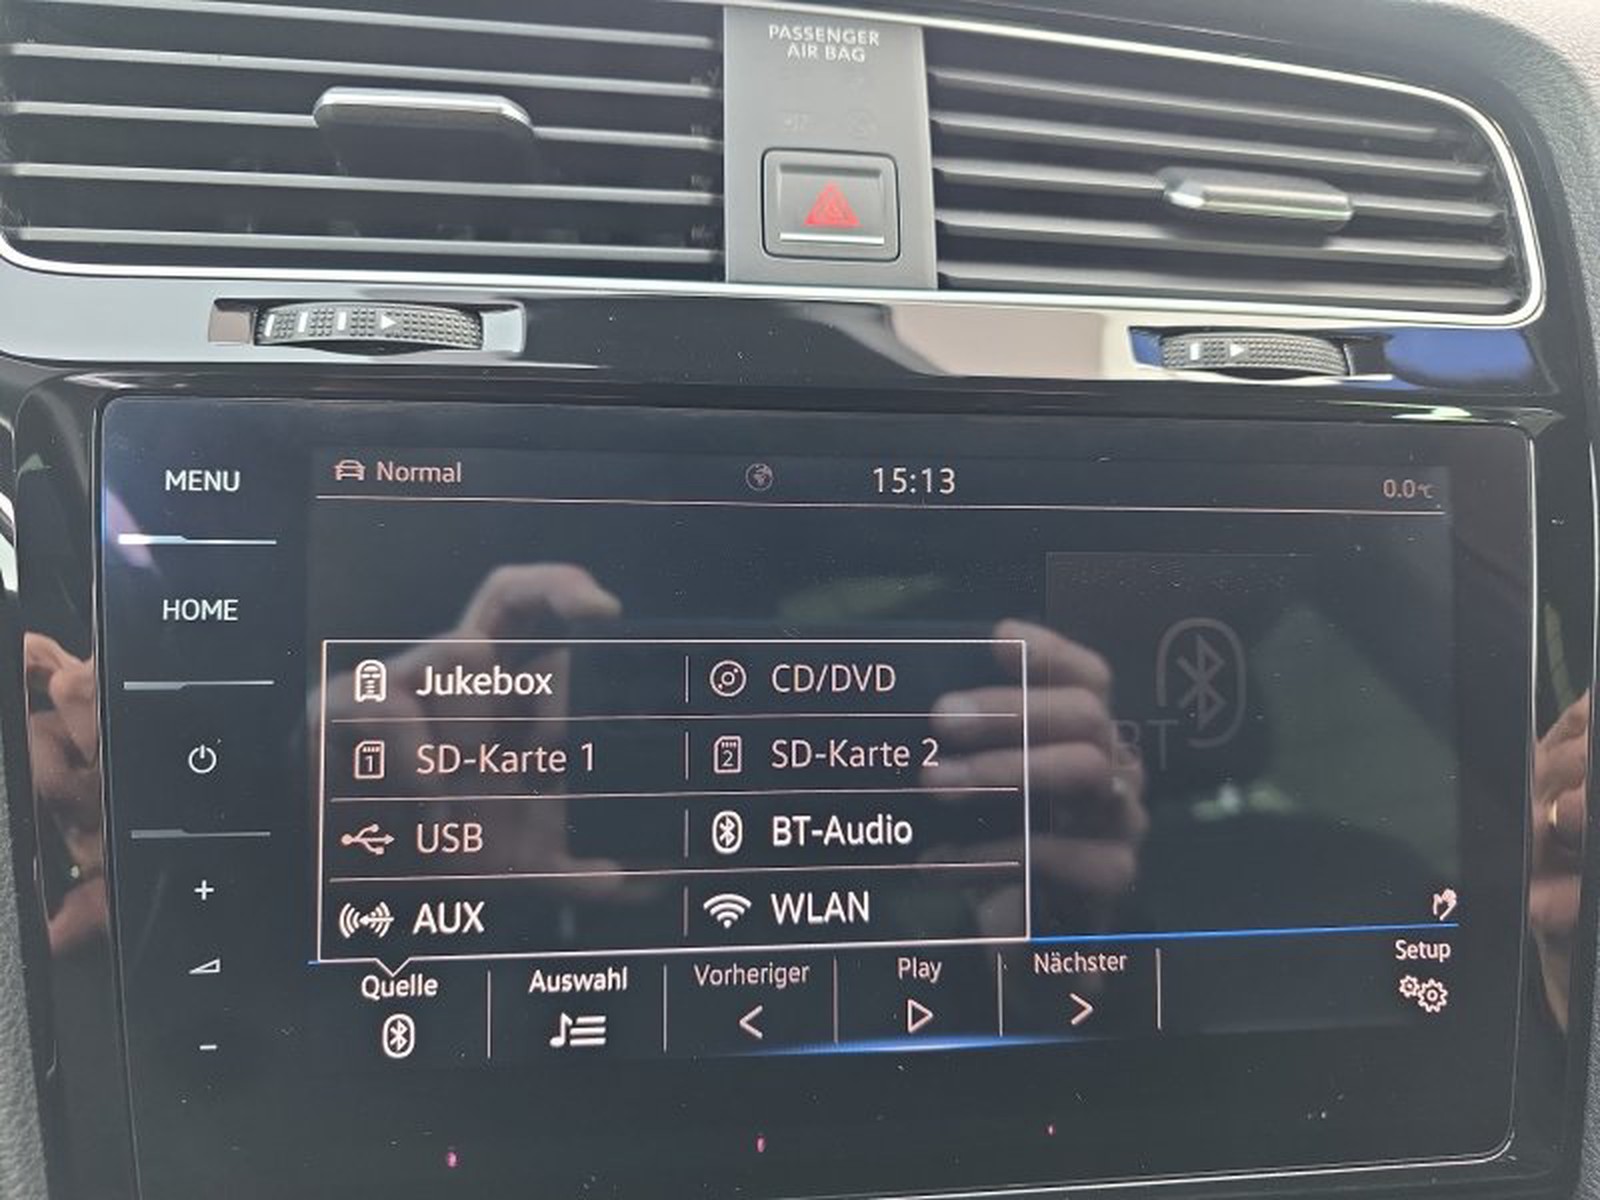 PASSENGER
AIR BAG
MENU
Normal
15:13
0.0°C
HOME
Jukebox
CD/DVD
SD-Karte 1
SD-Karte 2
USB
BT-Audio
AUX
WLAN
BT
Quelle
Auswahl
Vorheriger
Play
Nächster
Setup
+
-